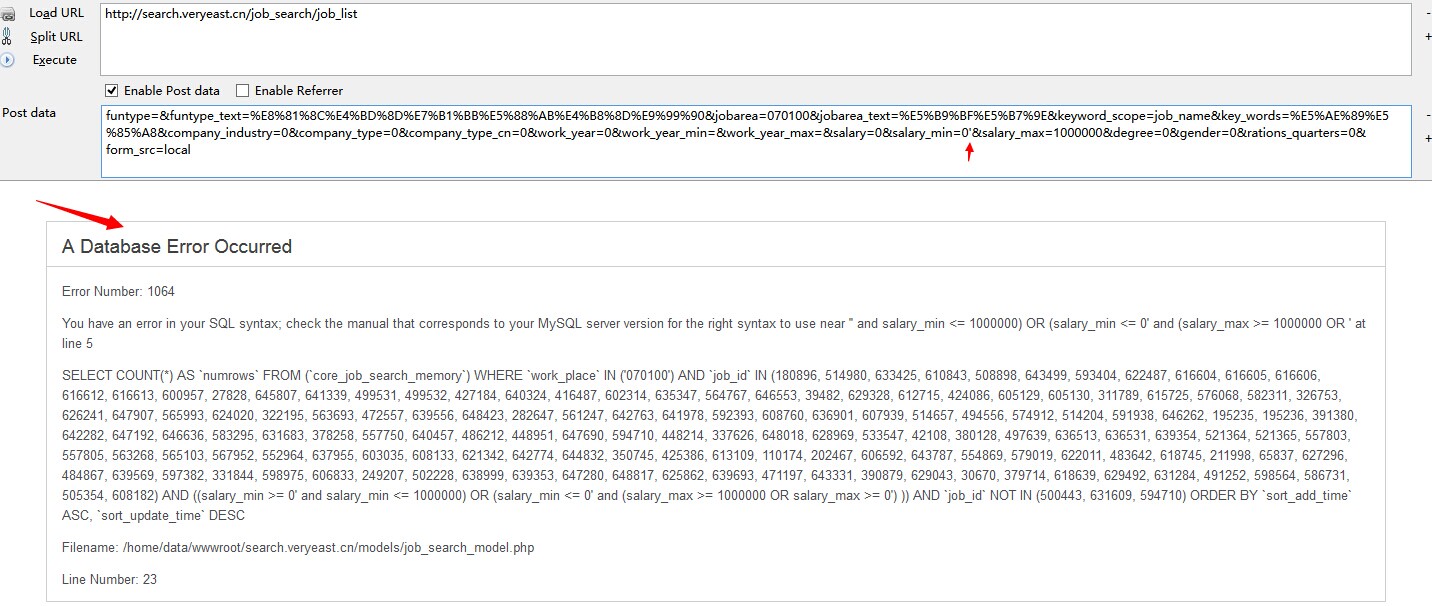 Load URL
http://search.veryeast.cn/job_search/job_list
-
Split URL
+
Execute
Enable Post data Enable Referrer
Post data
funtype=&funtype_text=%E8%81%8C%E4%BD%8D%E7%B1%BB%E5%88%AB%E4%B8%8D%E9%99%90&jobarea=070100&jobarea_text=%E5%B9%BF%E5%B7%9E&keyword_scope=job_name&key_words=%E5%AE%89%E5
-
%85%A8&company_industry=0&company_type=0&company_type_cn=0&work_year=0&work_year_min=&work_year_max=&salary=0&salary_min=0'&salary_max=1000000&degree=0&gender=0&rations_quarters=0&
+
form_src=local
A Database Error Occurred
Error Number: 1064
You have an error in your SQL syntax; check the manual that corresponds to your MySQL server version for the right syntax to use near '' and salary_min <= 1000000) OR (salary_min <= 0' and (salary_max >= 1000000 OR ' at
line 5
SELECT COUNT(*) AS `numrows` FROM (`core_job_search_memory`) WHERE `work_place` IN ('070100') AND `job_id` IN (180896, 514980, 633425, 610843, 508898, 643499, 593404, 622487, 616604, 616605, 616606,
616612, 616613, 600957, 27828, 645807, 641339, 499531, 499532, 427184, 640324, 416487, 602314, 635347, 564767, 646553, 39482, 629328, 612715, 424086, 605129, 605130, 311789, 615725, 576068, 582311, 326753,
626241, 647907, 565993, 624020, 322195, 563693, 472557, 639556, 648423, 282647, 561247, 642763, 641978, 592393, 608760, 636901, 607939, 514657, 494556, 574912, 514204, 591938, 646262, 195235, 195236, 391380,
642282, 647192, 646636, 583295, 631683, 378258, 557750, 640457, 486212, 448951, 647690, 594710, 448214, 337626, 648018, 628969, 533547, 42108, 380128, 497639, 636513, 636531, 639354, 521364, 521365, 557803,
557805, 563268, 565103, 567952, 552964, 637955, 603035, 608133, 621342, 642774, 644832, 350745, 425386, 613109, 110174, 202467, 606592, 643787, 554869, 579019, 622011, 483642, 618745, 211998, 65837, 627296,
484867, 639569, 597382, 331844, 598975, 606833, 249207, 502228, 638999, 639353, 647280, 648817, 625862, 639693, 471197, 643331, 390879, 629043, 30670, 379714, 618639, 629492, 631284, 491252, 598564, 586731,
505354, 608182) AND ((salary_min >= 0' and salary_min <= 1000000) OR (salary_min <= 0' and (salary_max >= 1000000 OR salary_max >= 0') )) AND `job_id` NOT IN (500443, 631609, 594710) ORDER BY `sort_add_time`
ASC, `sort_update_time` DESC
Filename: /home/data/wwwroot/search.veryeast.cn/models/job_search_model.php
Line Number: 23